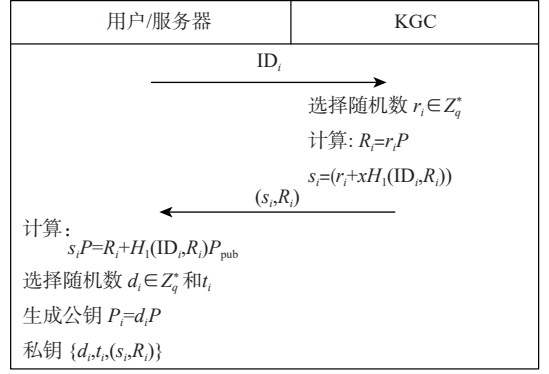 用户/服务器 KGC
ID_i
选择随机数 r_i∈Z_q^*
计算: R_i=r_iP
s_i=(r_i+xH_1(ID_i,R_i))
(s_i,R_i)
计算：
s_iP=R_i+H_1(ID_i,R_i)P_pub
选择随机数 d_i∈Z_q^* 和t_i
生成公钥 P_i=d_iP
私钥 {d_i,t_i,(s_i,R_i)}